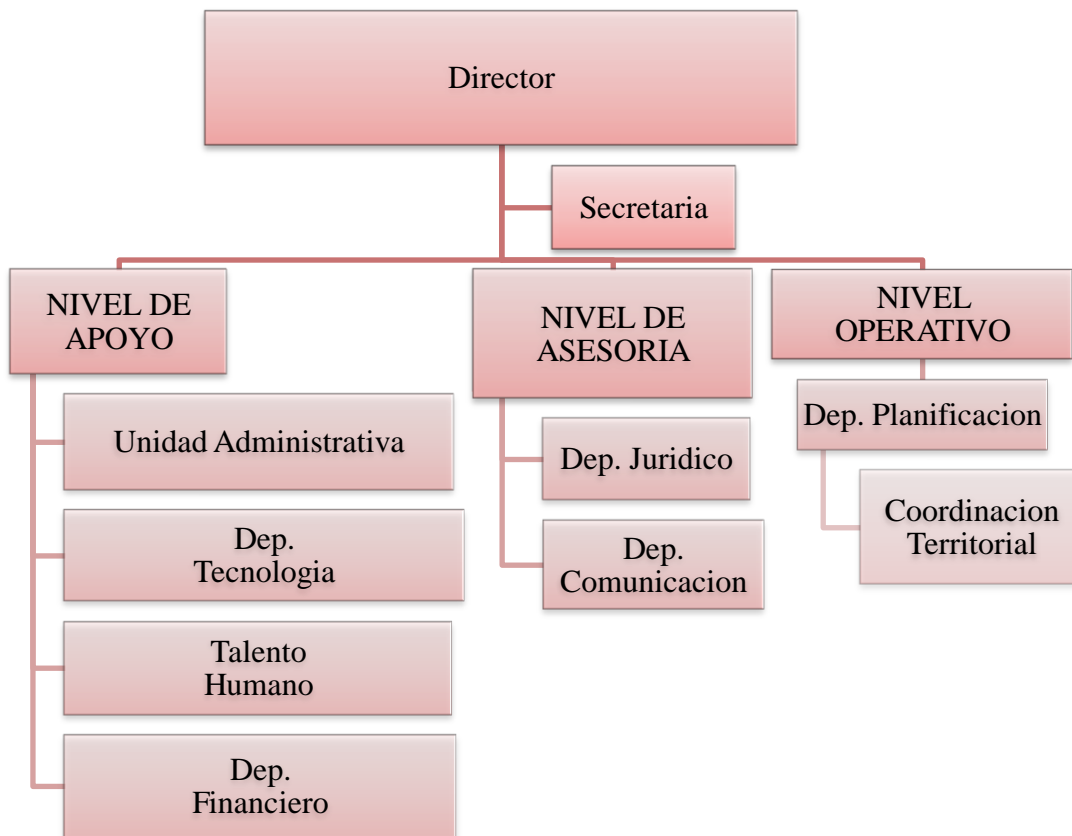 Director
Secretaria
NIVEL DE
APOYO
Unidad Administrativa
Dep.
Tecnologia
Talento
Humano
Dep.
Financiero
NIVEL DE
ASESORIA
Dep. Juridico
Dep.
Comunicacion
NIVEL
OPERATIVO
Dep. Planificacion
Coordinacion
Territorial